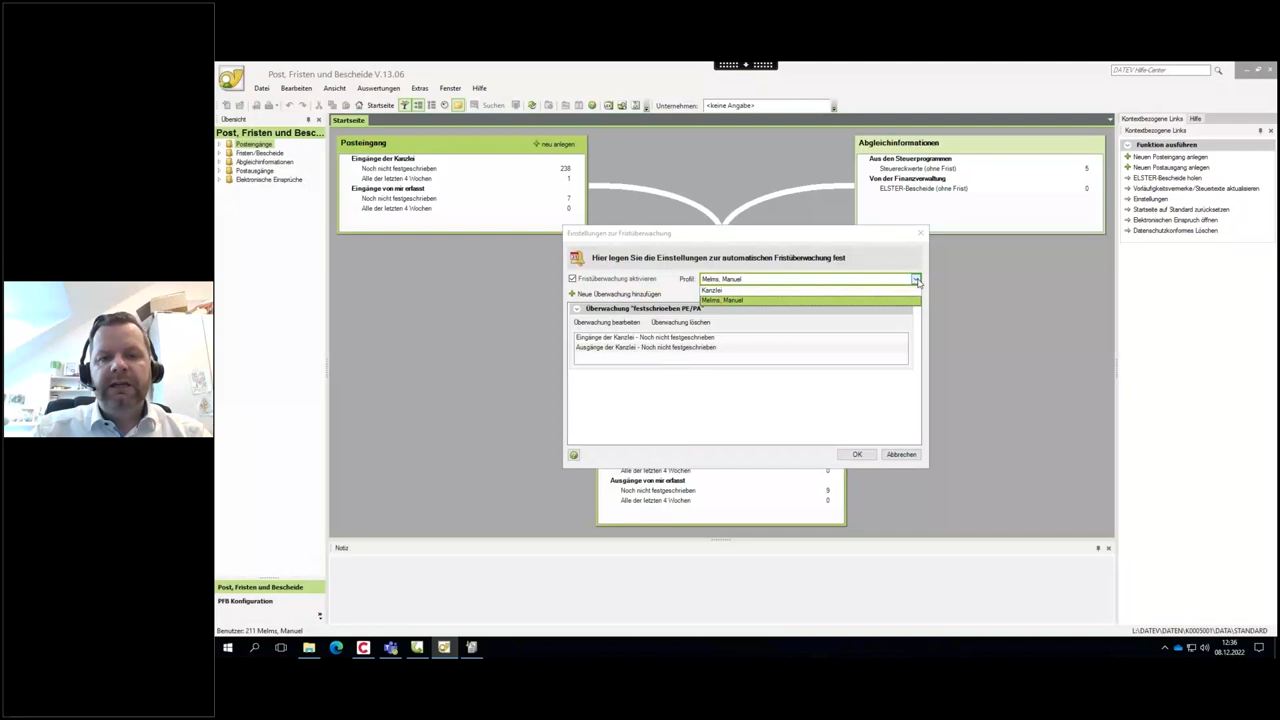 Post, Fristen und Bescheide V.13.06
DATEV Hilfe-Center
Datei Bearbeiten Ansicht Auswertungen Extras Fenster Hilfe
Startseite
Suchen
Unternehmen:
<keine Angabe>
Übersicht
Startseite
Kontextbezogene Links
Hilfe
Post, Fristen und Besc...
Posteingänge
Fristen/Bescheide
Abgleichinformationen
Postausgänge
Elektronische Einsprüche
Posteingang
neu anlegen
Eingänge der Kanzlei
Noch nicht festgeschrieben 238
Alle der letzten 4 Wochen 1
Eingänge von mir erfasst
Noch nicht festgeschrieben 7
Alle der letzten 4 Wochen 0
Abgleichinformationen
Aus den Steuerprogrammen
Steuereckwerte (ohne Frist) 5
Von der Finanzverwaltung
ELSTER-Bescheide (ohne Frist) 0
Kontextbezogene Links
Funktion ausführen
Neuen Posteingang anlegen
Neuen Postausgang anlegen
ELSTER-Bescheide holen
Vorläufigkeitsvermerke/Steuertexte aktualisieren
Einstellungen
Startseite auf Standard zurücksetzen
Elektronischen Einspruch öffnen
Datenschutzkonformes Löschen
Einstellungen zur Fristüberwachung
Hier legen Sie die Einstellungen zur automatischen Fristüberwachung fest
Fristüberwachung aktivieren
Profil:
Melms, Manuel
Kanzlei
Melms, Manuel
Neue Überwachung hinzufügen
Überwachung "festschrioeben PE/PA"
Überwachung bearbeiten
Überwachung löschen
Eingänge der Kanzlei - Noch nicht festgeschrieben
Ausgänge der Kanzlei - Noch nicht festgeschrieben
OK
Abbrechen
Alle der letzten 4 Wochen 0
Ausgänge von mir erfasst
Noch nicht festgeschrieben 9
Alle der letzten 4 Wochen 0
Notiz
Post, Fristen und Bescheide
PFB Konfiguration
Benutzer: 211 Melms, Manuel
L:\DATEV\DATEN\K0005001\DATA\STANDARD
12:36
08.12.2022